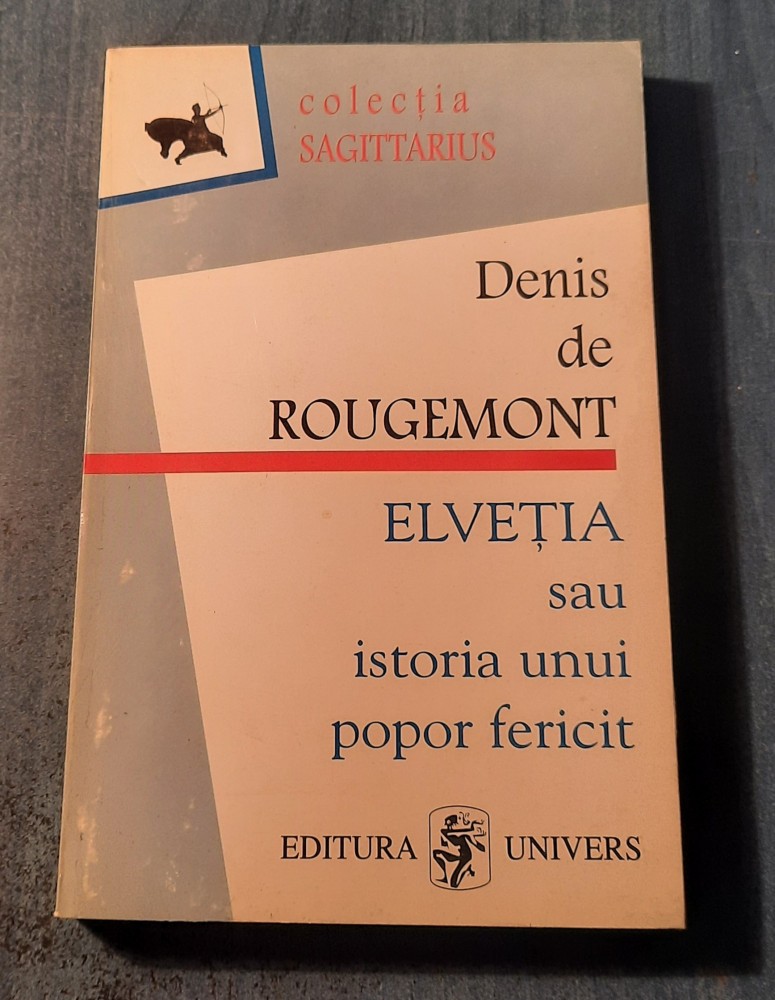 colecția
SAGITTARIUS
Denis
de
ROUGEMONT
ELVEȚIA
sau
istoria unui
popor fericit
EDITURA UNIVERS